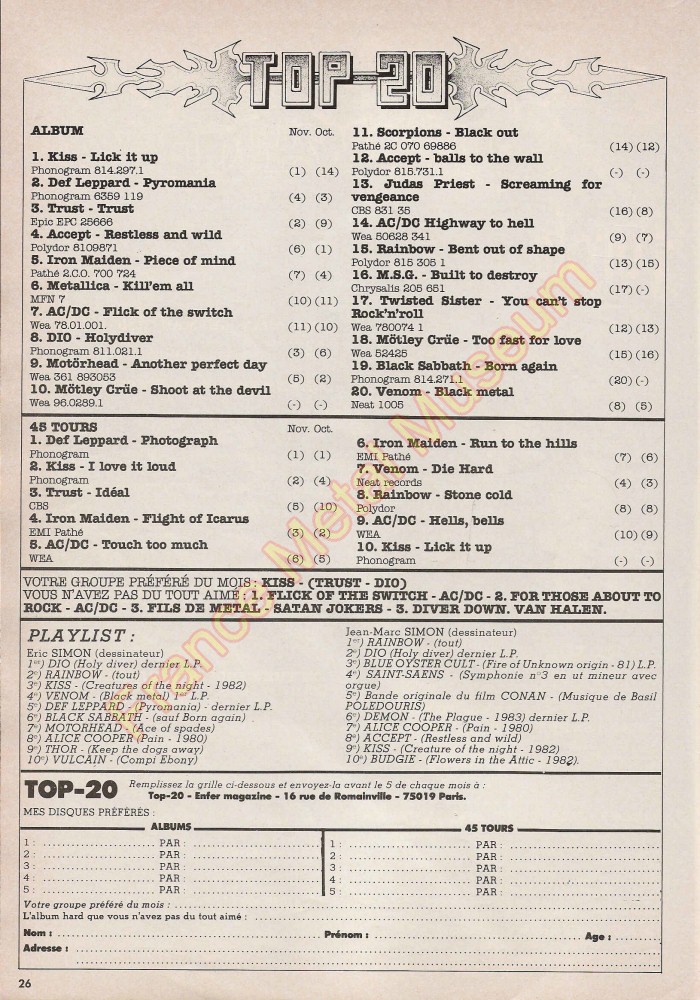 TOP-20
ALBUM
Nov. Oct.
1. Kiss - Lick it up
Phonogram 814.297.1 (1) (14)
2. Def Leppard - Pyromania
Phonogram 6359 119 (4) (3)
3. Trust - Trust
Epic EPC 25666 (2) (9)
4. Accept - Restless and wild
Polydor 8109871 (6) (1)
5. Iron Maiden - Piece of mind
Pathé 2.C.O. 700 724 (7) (4)
6. Metallica - Kill'em all
MFN 7 (10) (11)
7. AC/DC - Flick of the switch
Wea 78.01.001. (11) (10)
8. DIO - Holydiver
Phonogram 811.021.1 (3) (6)
9. Motörhead - Another perfect day
Wea 361 893053 (5) (2)
10. Mötley Crüe - Shoot at the devil
Wea 96.0289.1 (-) (-)
11. Scorpions - Black out
Pathé 2C 070 69886 (14) (12)
12. Accept - balls to the wall
Polydor 815.731.1 (-) (-)
13. Judas Priest - Screaming for
vengeance
CBS 831 35 (16) (8)
14. AC/DC Highway to hell
Wea 50628 341 (9) (7)
15. Rainbow - Bent out of shape
Polydor 815 305 1 (13) (15)
16. M.S.G. - Built to destroy
Chrysalis 205 651 (17) (-)
17. Twisted Sister - You can't stop
Rock'n'roll
Wea 780074 1 (12) (13)
18. Mötley Crüe - Too fast for love
Wea 52425 (15) (16)
19. Black Sabbath - Born again
Phonogram 814.271.1 (20) (-)
20. Venom - Black metal
Neat 1005 (8) (5)
45 TOURS
Nov. Oct.
1. Def Leppard - Photograph
Phonogram (1) (1)
2. Kiss - I love it loud
Phonogram (2) (4)
3. Trust - Idéal
CBS (5) (10)
4. Iron Maiden - Flight of Icarus
EMI Pathé (3) (2)
5. AC/DC - Touch too much
WEA (6) (5)
6. Iron Maiden - Run to the hills
EMI Pathé (7) (6)
7. Venom - Die Hard
Neat records (4) (3)
8. Rainbow - Stone cold
Polydor (8) (8)
9. AC/DC - Hells, bells
WEA (10) (9)
10. Kiss - Lick it up
Phonogram (-) (-)
VOTRE GROUPE PRÉFÉRÉ DU MOIS : KISS - (TRUST - DIO)
VOUS N'AVEZ PAS DU TOUT AIMÉ : 1. FLICK OF THE SWITCH - AC/DC - 2. FOR THOSE ABOUT TO
ROCK - AC/DC - 3. FILS DE METAL - SATAN JOKERS - 3. DIVER DOWN. VAN HALEN.
PLAYLIST :
Eric SIMON (dessinateur)
1er) DIO (Holy diver) dernier L.P.
2e) RAINBOW - (tout)
3e) KISS - (Creatures of the night - 1982)
4e) VENOM - (Black metal) 1er L.P.
5e) DEF LEPPARD - (Pyromania) - dernier L.P.
6e) BLACK SABBATH - (sauf Born again)
7e) MOTORHEAD - (Ace of spades)
8e) ALICE COOPER (Pain - 1980)
9e) THOR - (Keep the dogs away)
10e) VULCAIN - (Compi Ebony)
Jean-Marc SIMON (dessinateur)
1er) RAINBOW - (tout)
2e) DIO (Holy diver) dernier L.P.
3e) BLUE OYSTER CULT - (Fire of Unknown origin - 81) L.P.
4e) SAINT-SAENS - (Symphonie n°3 en ut mineur avec
orgue)
5e) Bande originale du film CONAN - (Musique de Basil
POLEDOURIS)
6e) DEMON - (The Plague - 1983) dernier L.P.
7e) ALICE COOPER - (Pain - 1980)
8e) ACCEPT - (Restless and wild)
9e) KISS - (Creature of the night - 1982)
10e) BUDGIE - (Flowers in the Attic - 1982).
TOP-20
Remplissez la grille ci-dessous et envoyez-la avant le 5 de chaque mois à :
Top-20 - Enfer magazine - 16 rue de Romainville - 75019 Paris.
MES DISQUES PRÉFÉRÉS :
ALBUMS
1 : PAR :
2 : PAR :
3 : PAR :
4 : PAR :
5 : PAR :
45 TOURS
1 : PAR :
2 : PAR :
3 : PAR :
4 : PAR :
5 : PAR :
Votre groupe préféré du mois :
L'album hard que vous n'avez pas du tout aimé :
Nom : Prénom : Age :
Adresse :
26
France Metal Museum